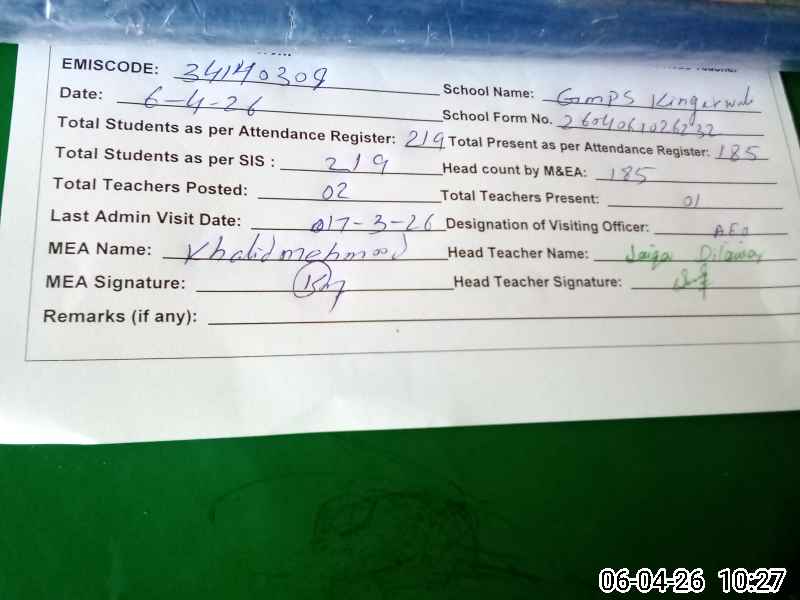 EMISCODE: 34140309 School Name: GMPS Kingerwali
Date: 6-4-26 School Form No.
Total Students as per Attendance Register: 219 Total Present as per Attendance Register: 185
Total Students as per SIS : 219 Head count by M&EA: 185
Total Teachers Posted: 02 Total Teachers Present: 01
Last Admin Visit Date: 17-3-26 Designation of Visiting Officer: AEO
MEA Name: Khalid mehmood Head Teacher Name: Saiqa Dilawar
MEA Signature: Head Teacher Signature:
Remarks (if any):
06-04-26 10:27